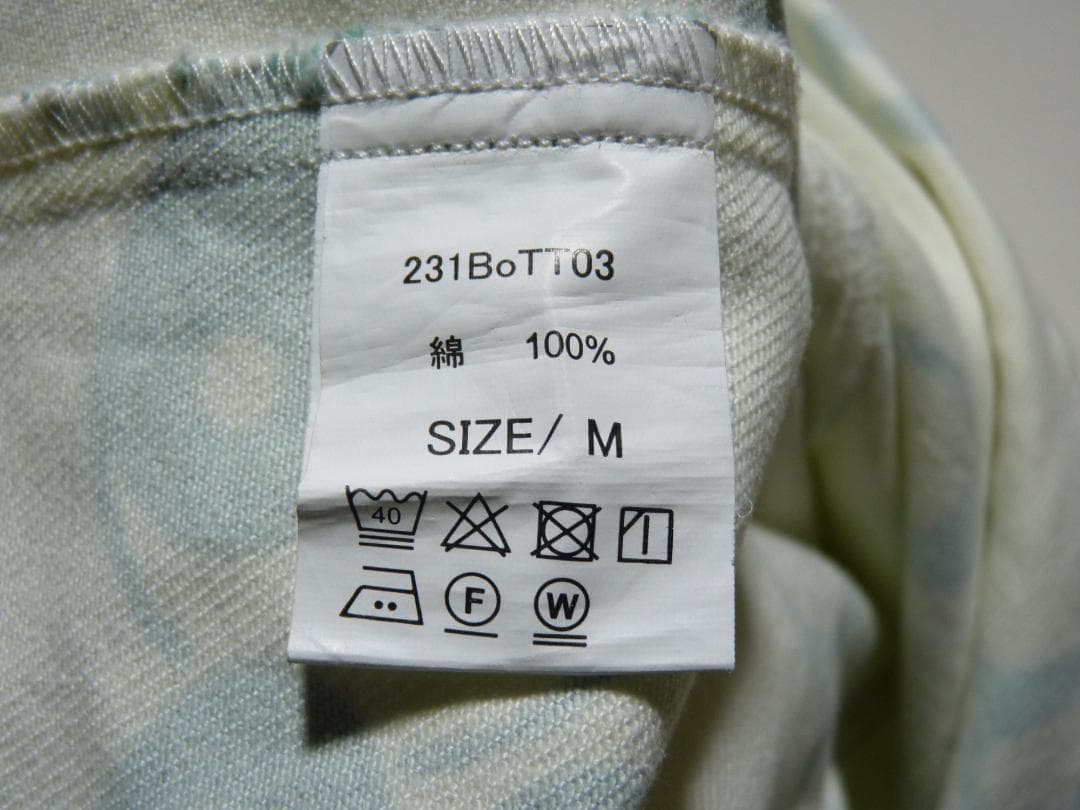 231BoTT03
綿 100%
SIZE/ M
40
F
W